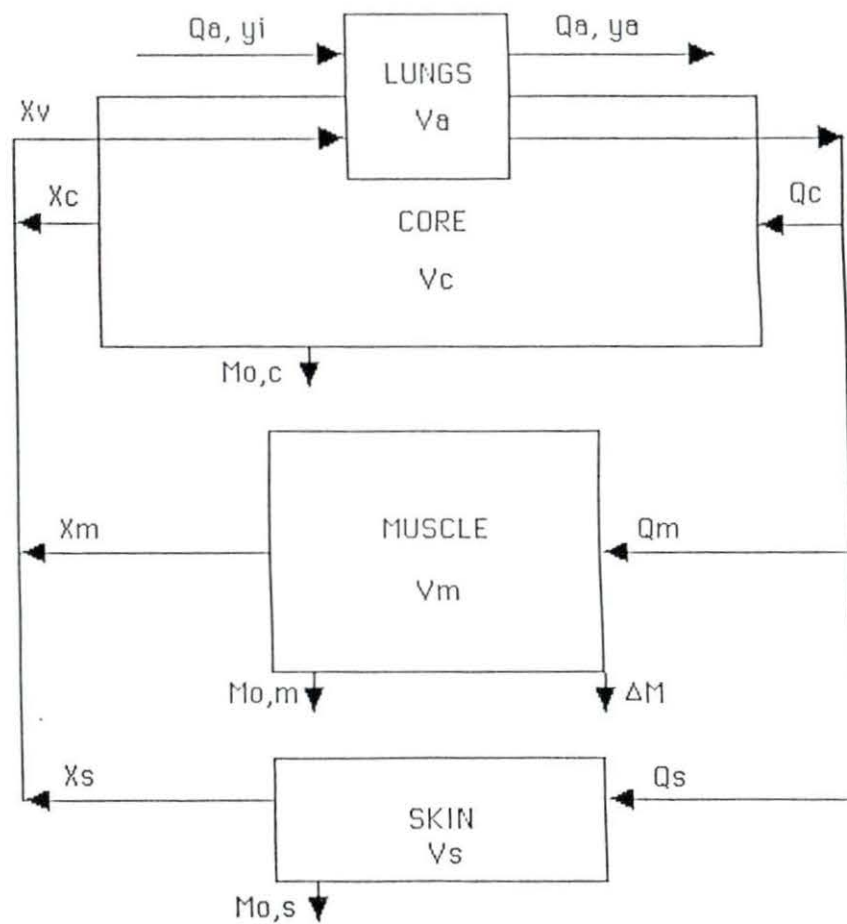 Qa, yi
Qa, ya
LUNGS
Va
Xv
Xc
Qc
CORE
Vc
Mo,c
Xm
MUSCLE
Qm
Vm
Mo,m
ΔM
Xs
Qs
SKIN
Vs
Mo,s